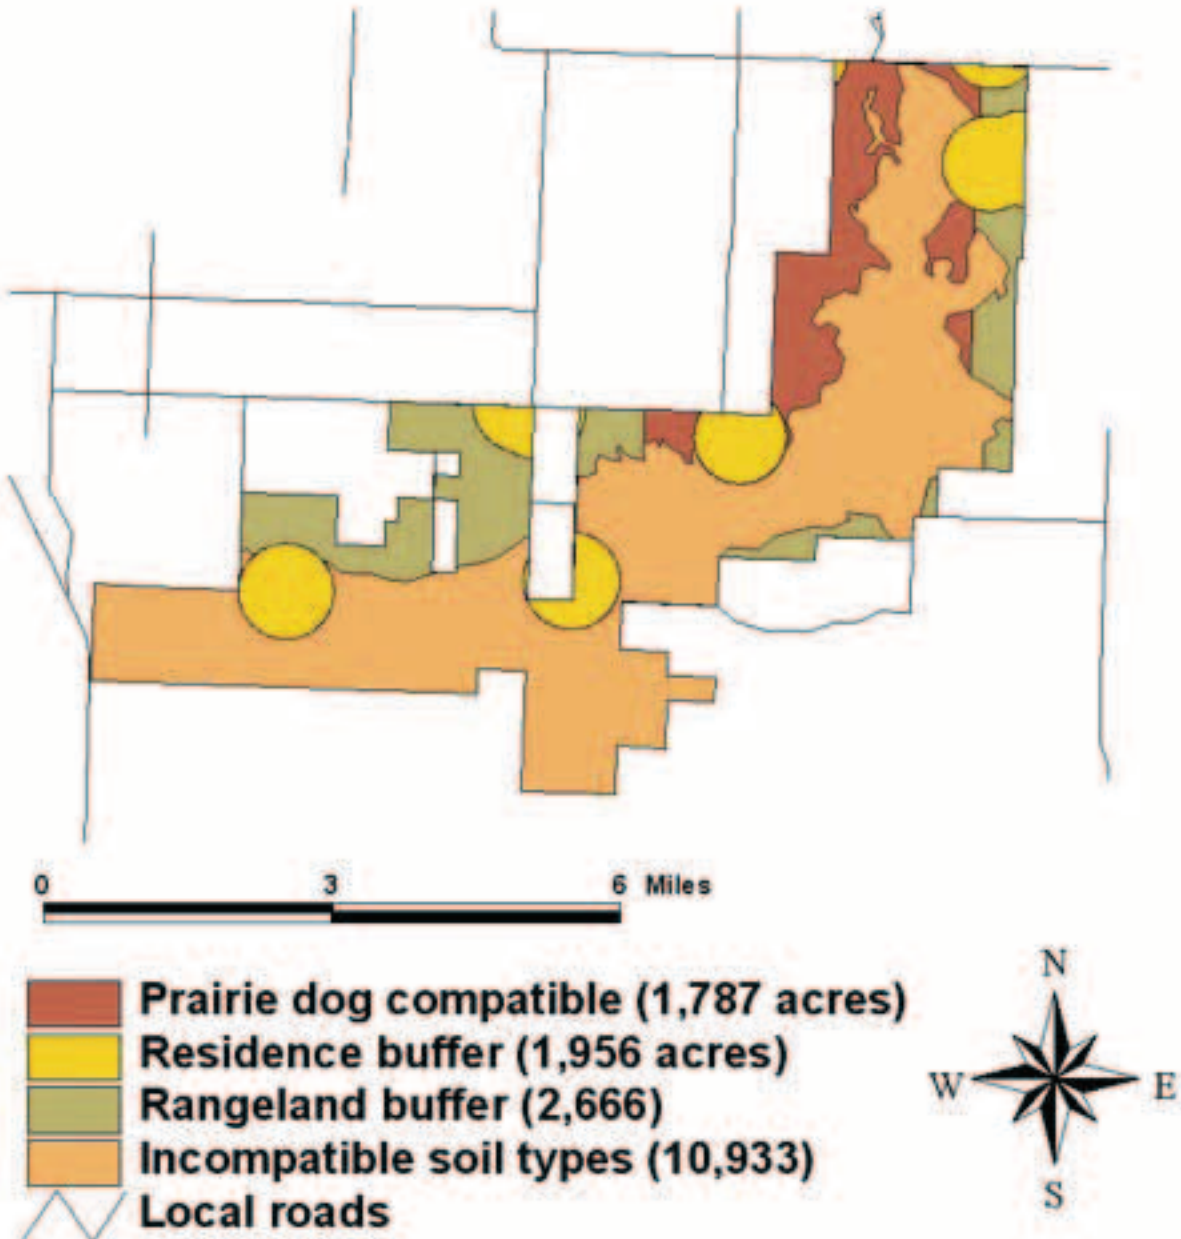 0 3 6 Miles
Prairie dog compatible (1,787 acres)
Residence buffer (1,956 acres)
Rangeland buffer (2,666)
Incompatible soil types (10,933)
Local roads
N
W E
S